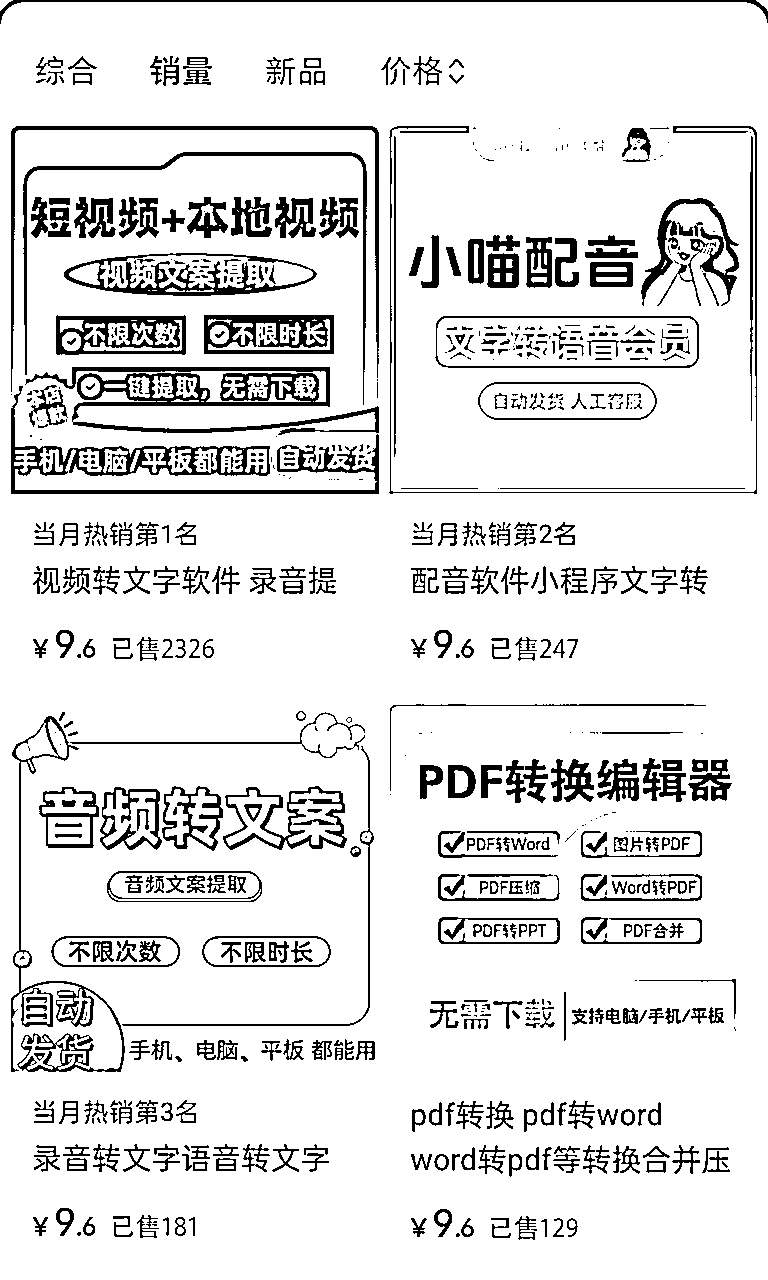 综合 销量 新品 价格
短视频+本地视频
视频文案提取
不限次数 不限时长
一键提取，无需下载
本店
爆款
手机/电脑/平板都能用 自动发货
小喵配音
文字转语音会员
自动发货 人工客服
当月热销第1名
视频转文字软件 录音提
¥9.6 已售2326
当月热销第2名
配音软件小程序文字转
¥9.6 已售247
音频转文案
音频文案提取
不限次数 不限时长
自动
发货
手机、电脑、平板 都能用
PDF转换编辑器
PDF转Word 图片转PDF
PDF压缩 Word转PDF
PDF转PPT PDF合并
无需下载 支持电脑/手机/平板
当月热销第3名
录音转文字语音转文字
¥9.6 已售181
pdf转换 pdf转word
word转pdf等转换合并压
¥9.6 已售129